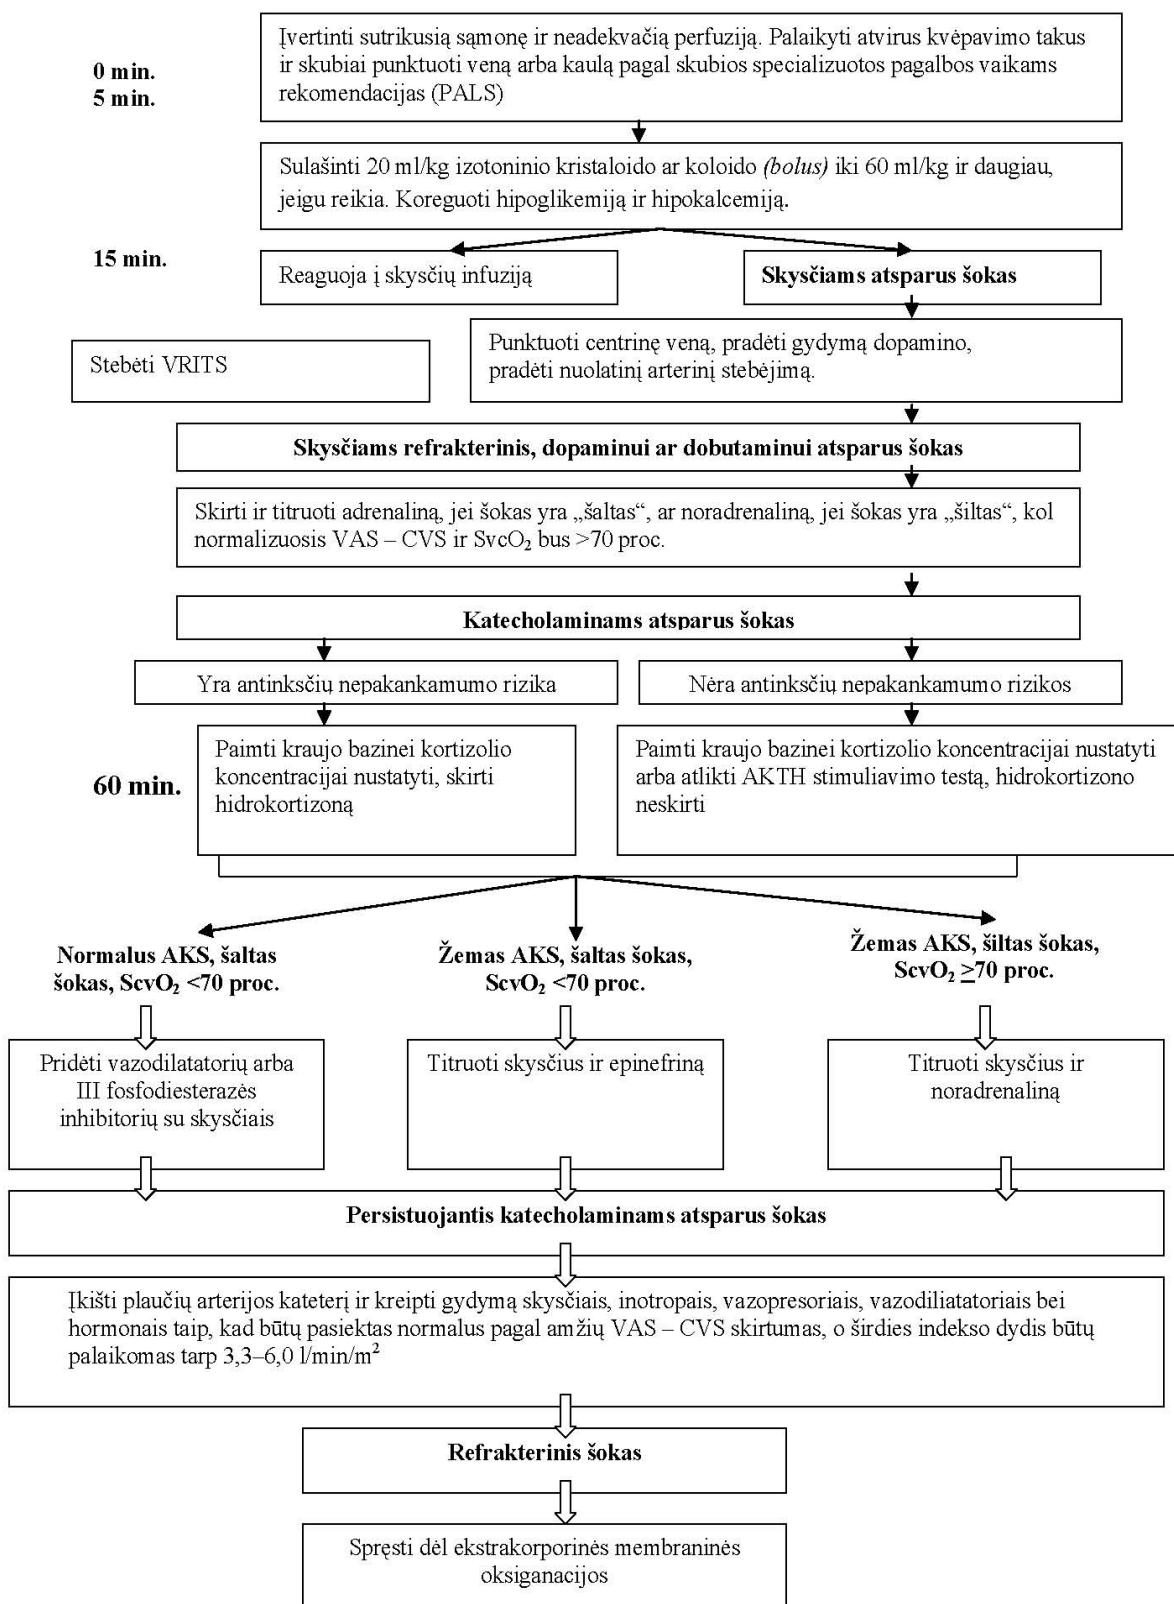 Įvertinti sutrikusią sąmonę ir neadekvačią perfuziją. Palaikyti atvirus kvėpavimo takus
ir skubiai punktuoti veną arba kaulą pagal skubios specializuotos pagalbos vaikams
rekomendacijas (PALS)
0 min.
5 min.
Sulašinti 20 ml/kg izotoninio kristaloido ar koloido (bolus) iki 60 ml/kg ir daugiau,
jeigu reikia. Koreguoti hipoglikemiją ir hipokalcemiją.
15 min.
Reaguoja į skysčių infuziją
Skysčiams atsparus šokas
Stebėti VRITS
Punktuoti centrinę veną, pradėti gydymą dopamino,
pradėti nuolatinį arterinį stebėjimą.
Skysčiams refrakterinis, dopaminui ar dobutaminui atsparus šokas
Skirti ir titruoti adrenaliną, jei šokas yra „šaltas“, ar noradrenaliną, jei šokas yra „šiltas“, kol
normalizuosis VAS – CVS ir SvcO₂ bus >70 proc.
Katecholaminams atsparus šokas
Yra antinksčių nepakankamumo rizika
Nėra antinksčių nepakankamumo rizikos
60 min.
Paimti kraujo bazinei kortizolio
koncentracijai nustatyti, skirti
hidrokortizoną
Paimti kraujo bazinei kortizolio koncentracijai nustatyti
arba atlikti AKTH stimuliavimo testą, hidrokortizono
neskirti
Normalus AKS, šaltas
šokas, ScvO₂ <70 proc.
Žemas AKS, šaltas šokas,
ScvO₂ <70 proc.
Žemas AKS, šiltas šokas,
ScvO₂ ≥70 proc.
Pridėti vazodilatatorių arba
III fosfodiesterazės
inhibitorių su skysčiais
Titruoti skysčius ir epinefriną
Titruoti skysčius ir
noradrenaliną
Persistuojantis katecholaminams atsparus šokas
Įkišti plaučių arterijos kateterį ir kreipti gydymą skysčiais, inotropais, vazopresoriais, vazodiliatatoriais bei
hormonais taip, kad būtų pasiektas normalus pagal amžių VAS – CVS skirtumas, o širdies indekso dydis būtų
palaikomas tarp 3,3–6,0 l/min/m²
Refrakterinis šokas
Spręsti dėl ekstrakorporinės membraninės
oksiganacijos